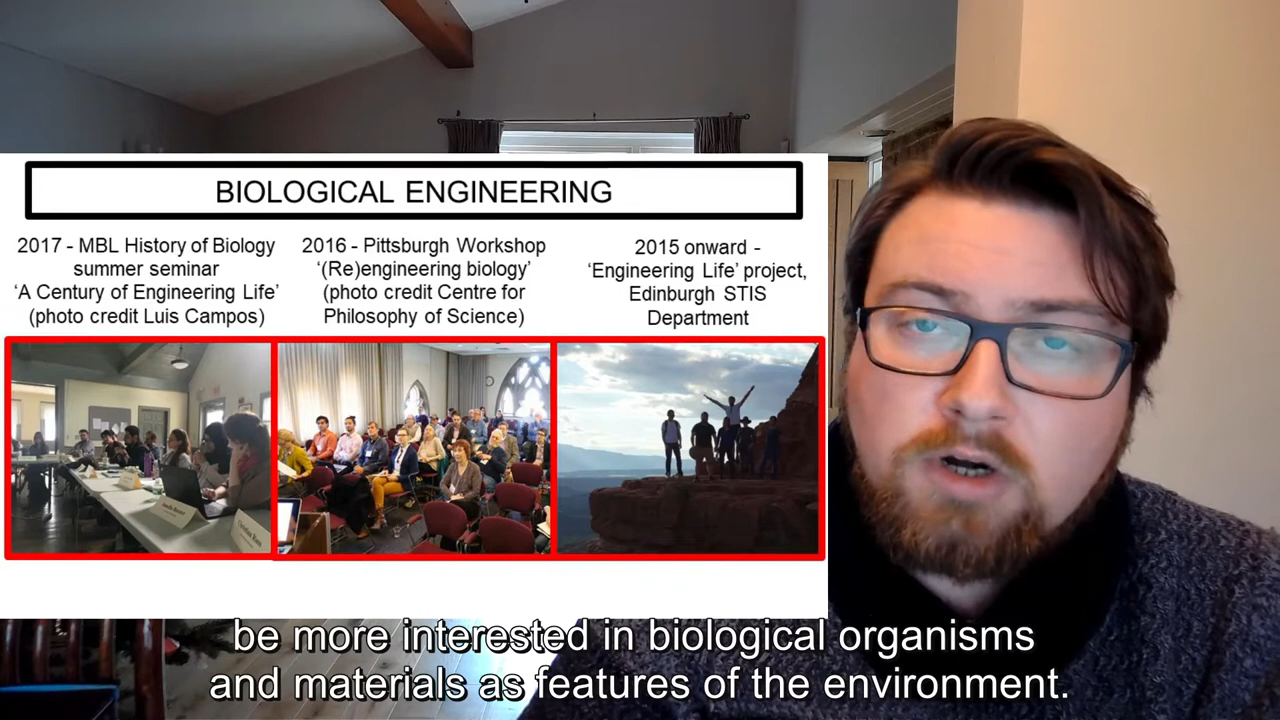 BIOLOGICAL ENGINEERING
2017 - MBL History of Biology
summer seminar
‘A Century of Engineering Life’
(photo credit Luis Campos)
2016 - Pittsburgh Workshop
‘(Re)engineering biology’
(photo credit Centre for
Philosophy of Science)
2015 onward -
‘Engineering Life’ project,
Edinburgh STIS
Department
be more interested in biological organisms
and materials as features of the environment.